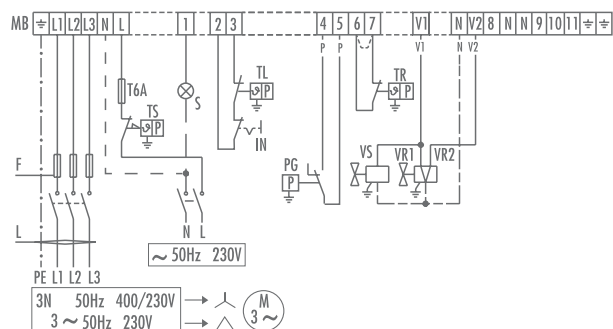 MB L1 L2 L3 N L 1 2 3 4 5 6 7 V1 N V2 8 N N 9 10 11
P P V1 N V2
T6A
TS
ϑ P
S
TL
ϑ P
IN
TR
ϑ P
PG
P
VS VR1 VR2
F
L
N L
~ 50Hz 230V
PE L1 L2 L3
3N 50Hz 400/230V
3 ~ 50Hz 230V
M
3 ~